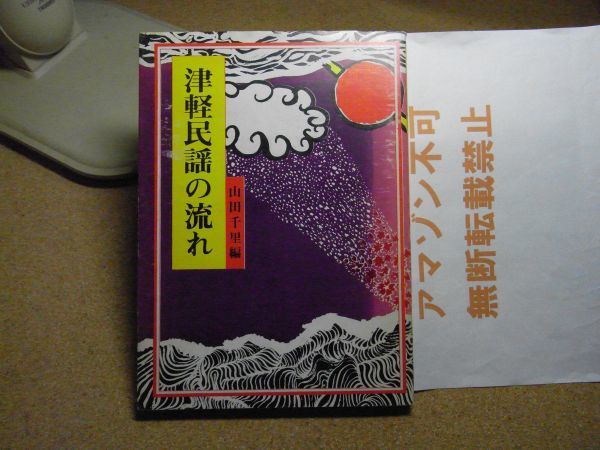 津軽民謡の流れ
山田千星編
アマゾン不可
無断転載禁止